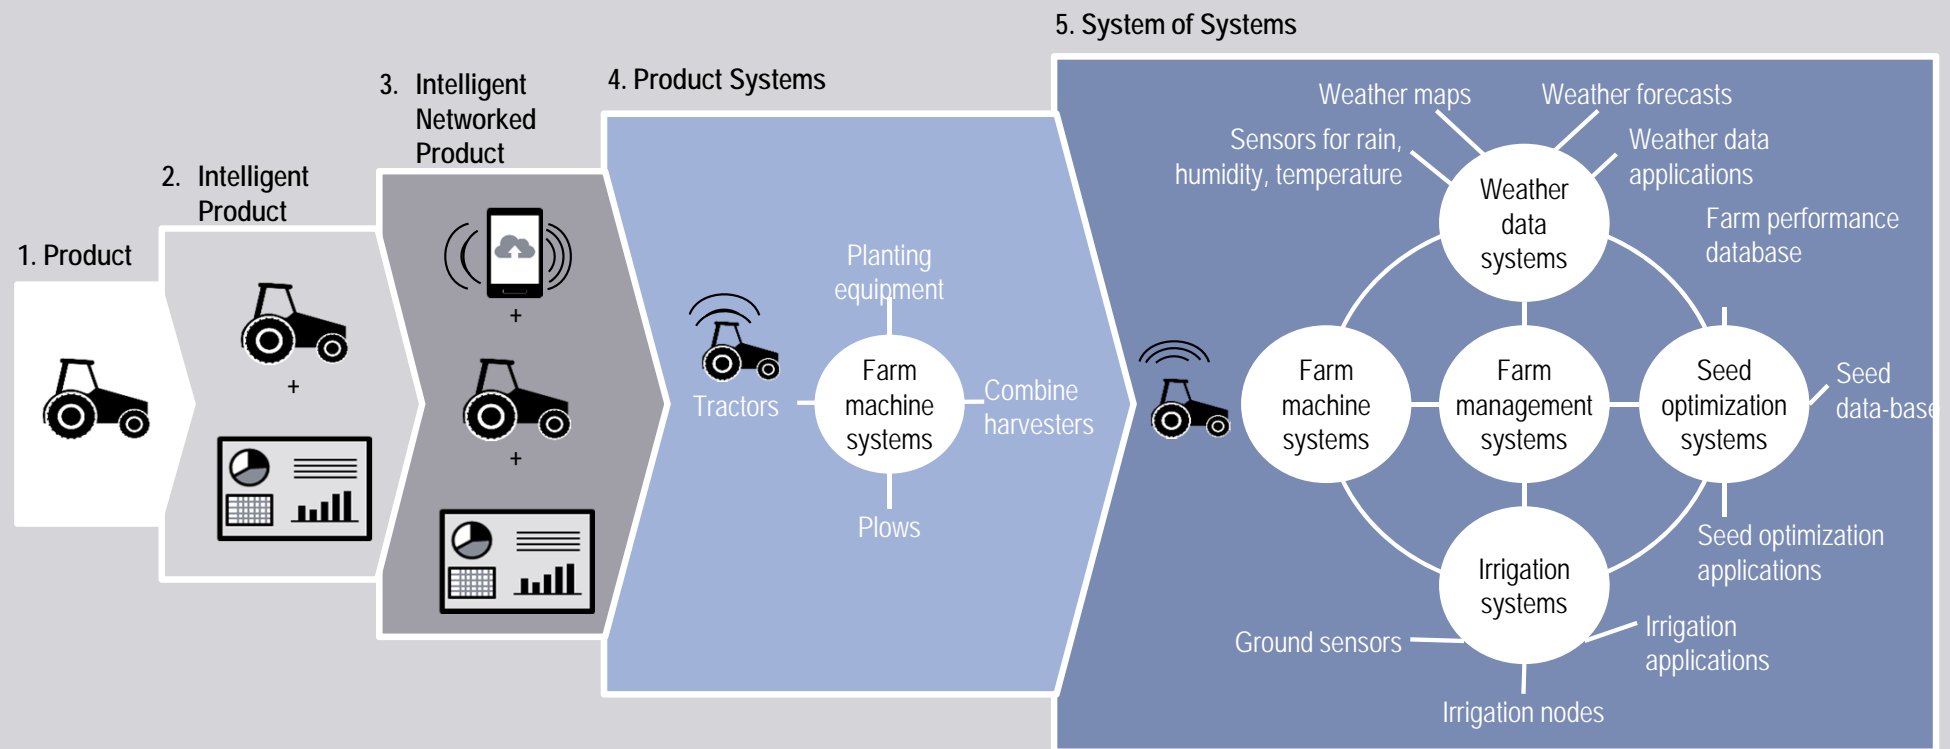 1. Product
2. Intelligent
Product
+
3. Intelligent
Networked
Product
+
+
4. Product Systems
Planting
equipment
Tractors
Farm
machine
systems
Combine
harvesters
Plows
5. System of Systems
Weather maps
Weather forecasts
Sensors for rain,
humidity, temperature
Weather data
applications
Weather
data
systems
Farm performance
database
Farm
machine
systems
Farm
management
systems
Seed
optimization
systems
Seed
data-base
Seed optimization
applications
Irrigation
systems
Ground sensors
Irrigation
applications
Irrigation nodes